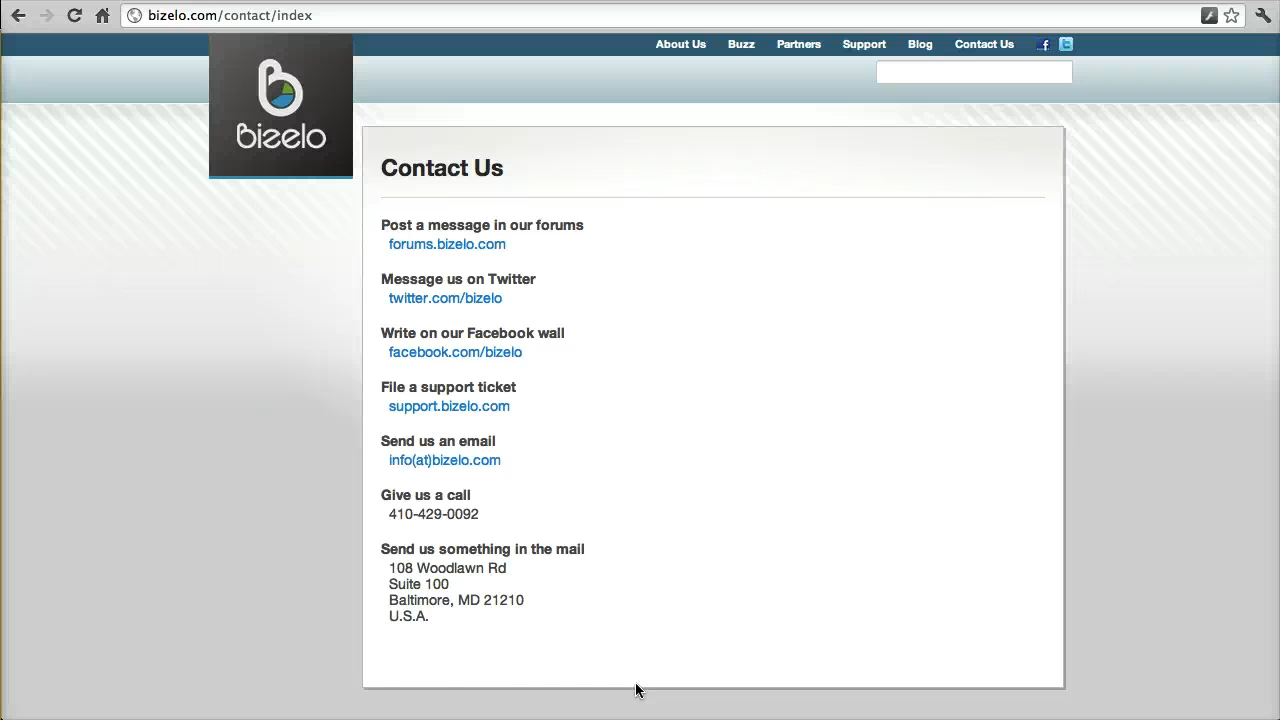 bizelo.com/contact/index
About Us Buzz Partners Support Blog Contact Us
bizelo
Contact Us
Post a message in our forums
forums.bizelo.com
Message us on Twitter
twitter.com/bizelo
Write on our Facebook wall
facebook.com/bizelo
File a support ticket
support.bizelo.com
Send us an email
info(at)bizelo.com
Give us a call
410-429-0092
Send us something in the mail
108 Woodlawn Rd
Suite 100
Baltimore, MD 21210
U.S.A.